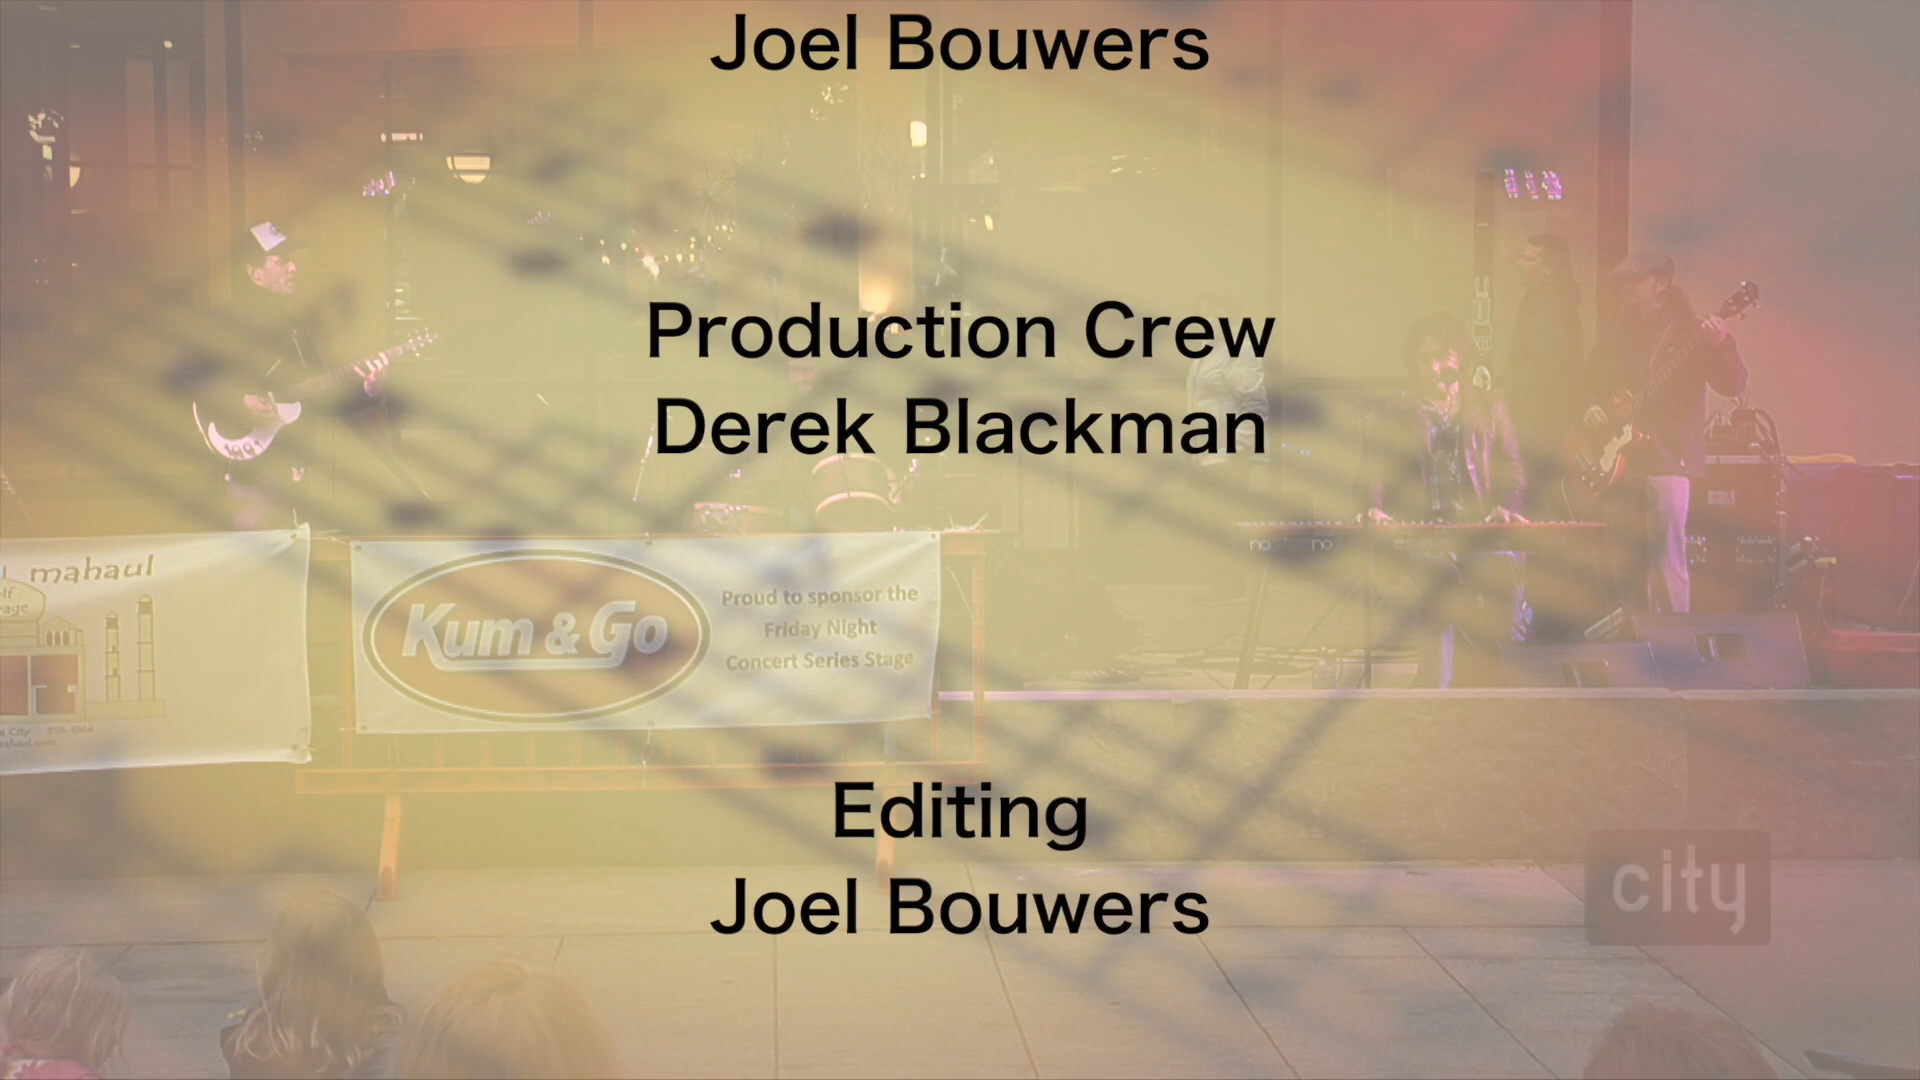 Joel Bouwers
Production Crew
Derek Blackman
mahaul
Kum & Go
Proud to sponsor the
Friday Night
Concert Series Stage
Editing
Joel Bouwers
city